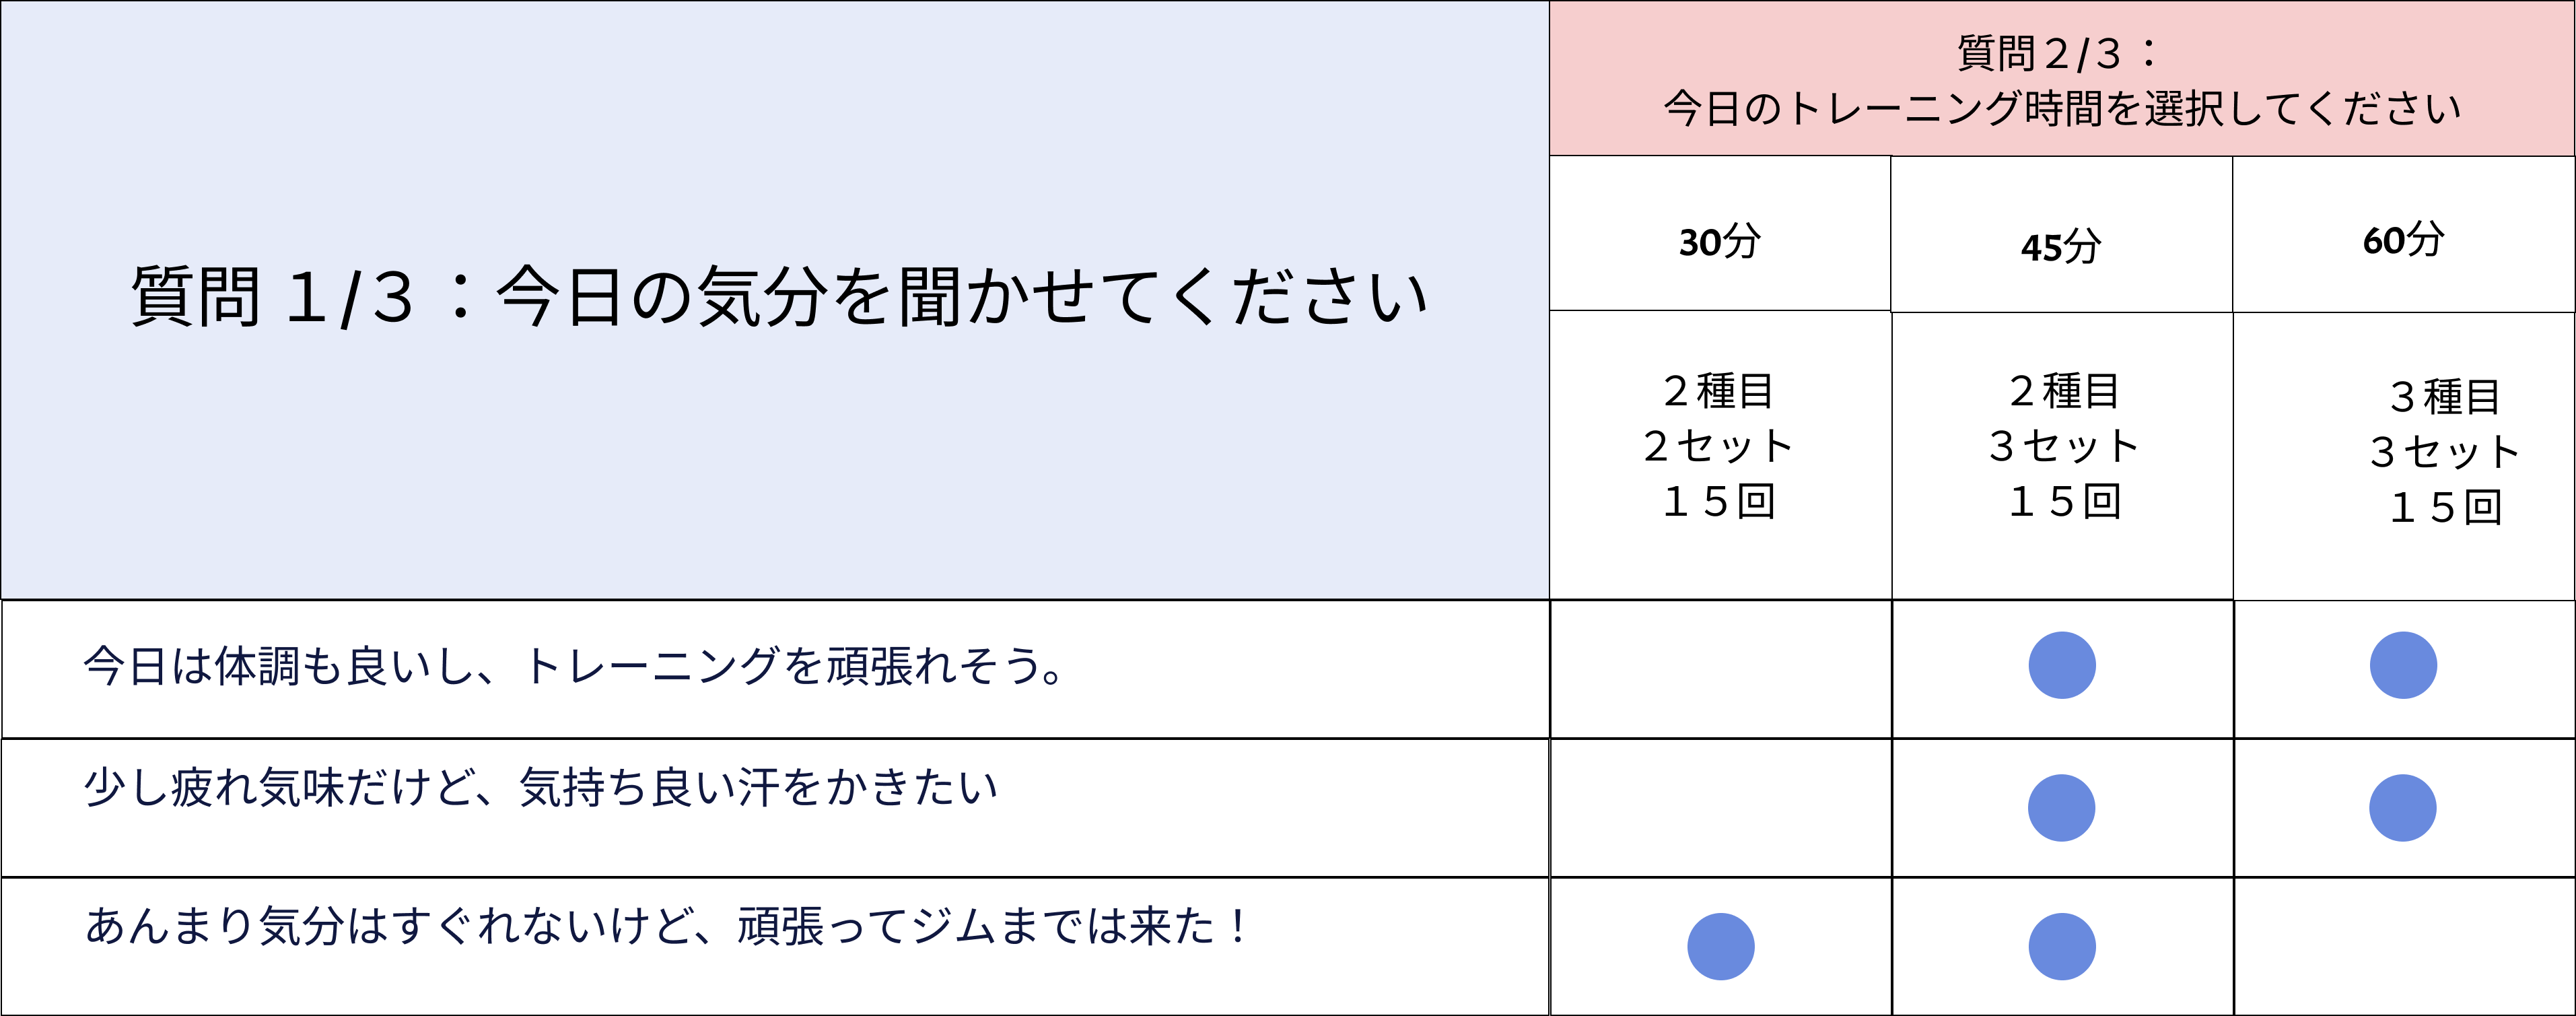 質問２/３：
今日のトレーニング時間を選択してください
質問１/３：今日の気分を聞かせてください
30分
45分
60分
２種目
２セット
１５回
２種目
３セット
１５回
３種目
３セット
１５回
今日は体調も良いし、トレーニングを頑張れそう。
少し疲れ気味だけど、気持ち良い汗をかきたい
あんまり気分はすぐれないけど、頑張ってジムまでは来た！